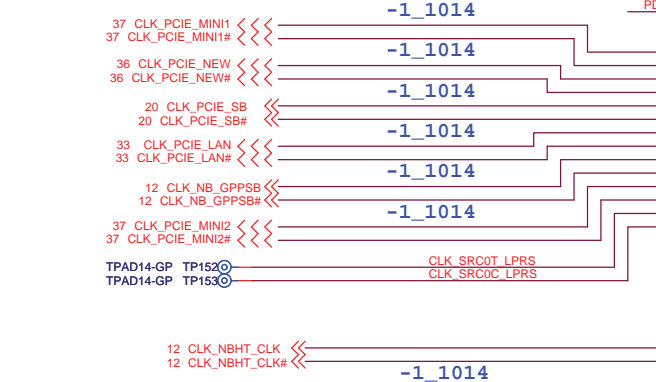 -1_1014
PD
37 CLK_PCIE_MINI1
37 CLK_PCIE_MINI1#
-1_1014
36 CLK_PCIE_NEW
36 CLK_PCIE_NEW#
-1_1014
20 CLK_PCIE_SB
20 CLK_PCIE_SB#
-1_1014
33 CLK_PCIE_LAN
33 CLK_PCIE_LAN#
-1_1014
12 CLK_NB_GPPSB
12 CLK_NB_GPPSB#
-1_1014
37 CLK_PCIE_MINI2
37 CLK_PCIE_MINI2#
TPAD14-GP TP152 CLK_SRC0T_LPRS
TPAD14-GP TP153 CLK_SRC0C_LPRS
12 CLK_NBHT_CLK
12 CLK_NBHT_CLK#
-1_1014